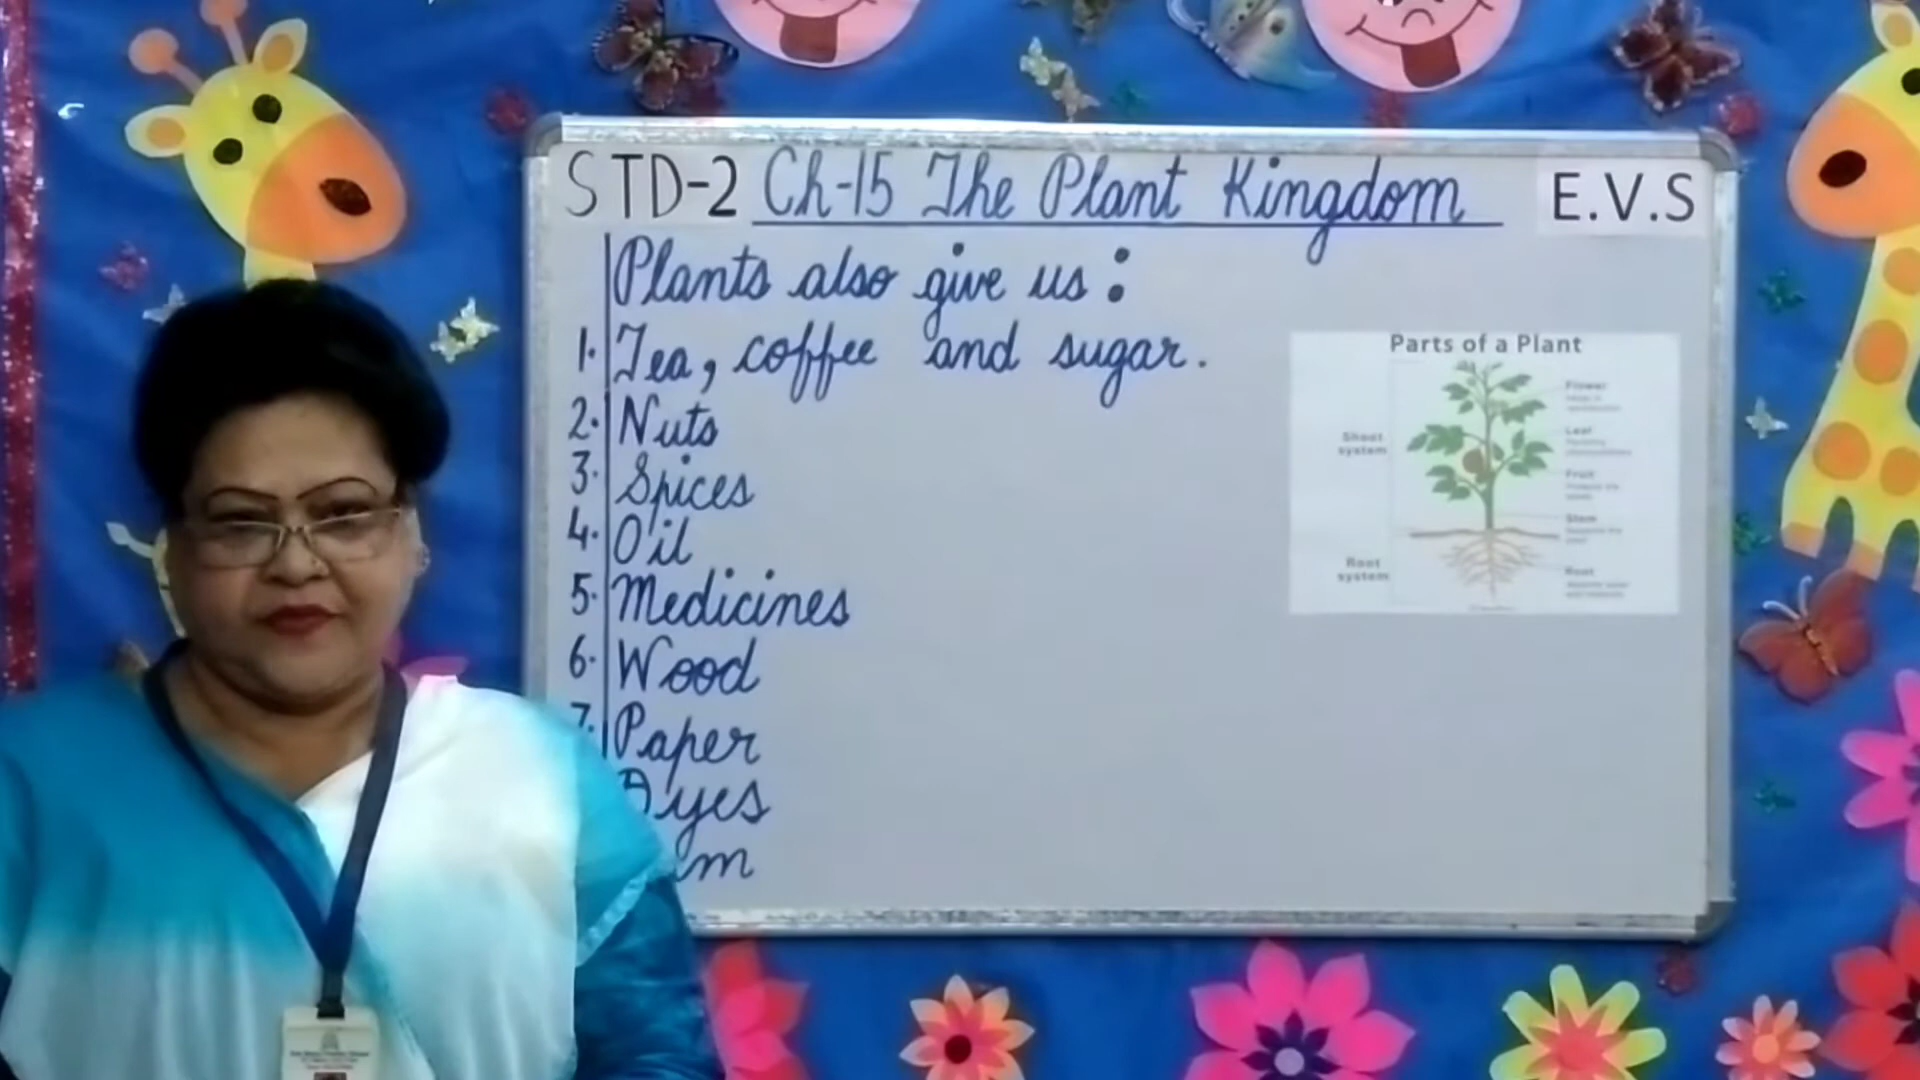 STD-2 Ch-15 The Plant Kingdom E.V.S
Plants also give us :
1. Tea, coffee and sugar.
2. Nuts
3. Spices
4. Oil
5. Medicines
6. Wood
7. Paper
Dyes
Parts of a Plant
Flower
Leaf
Shoot
system
Fruit
Stem
Root
system
Root